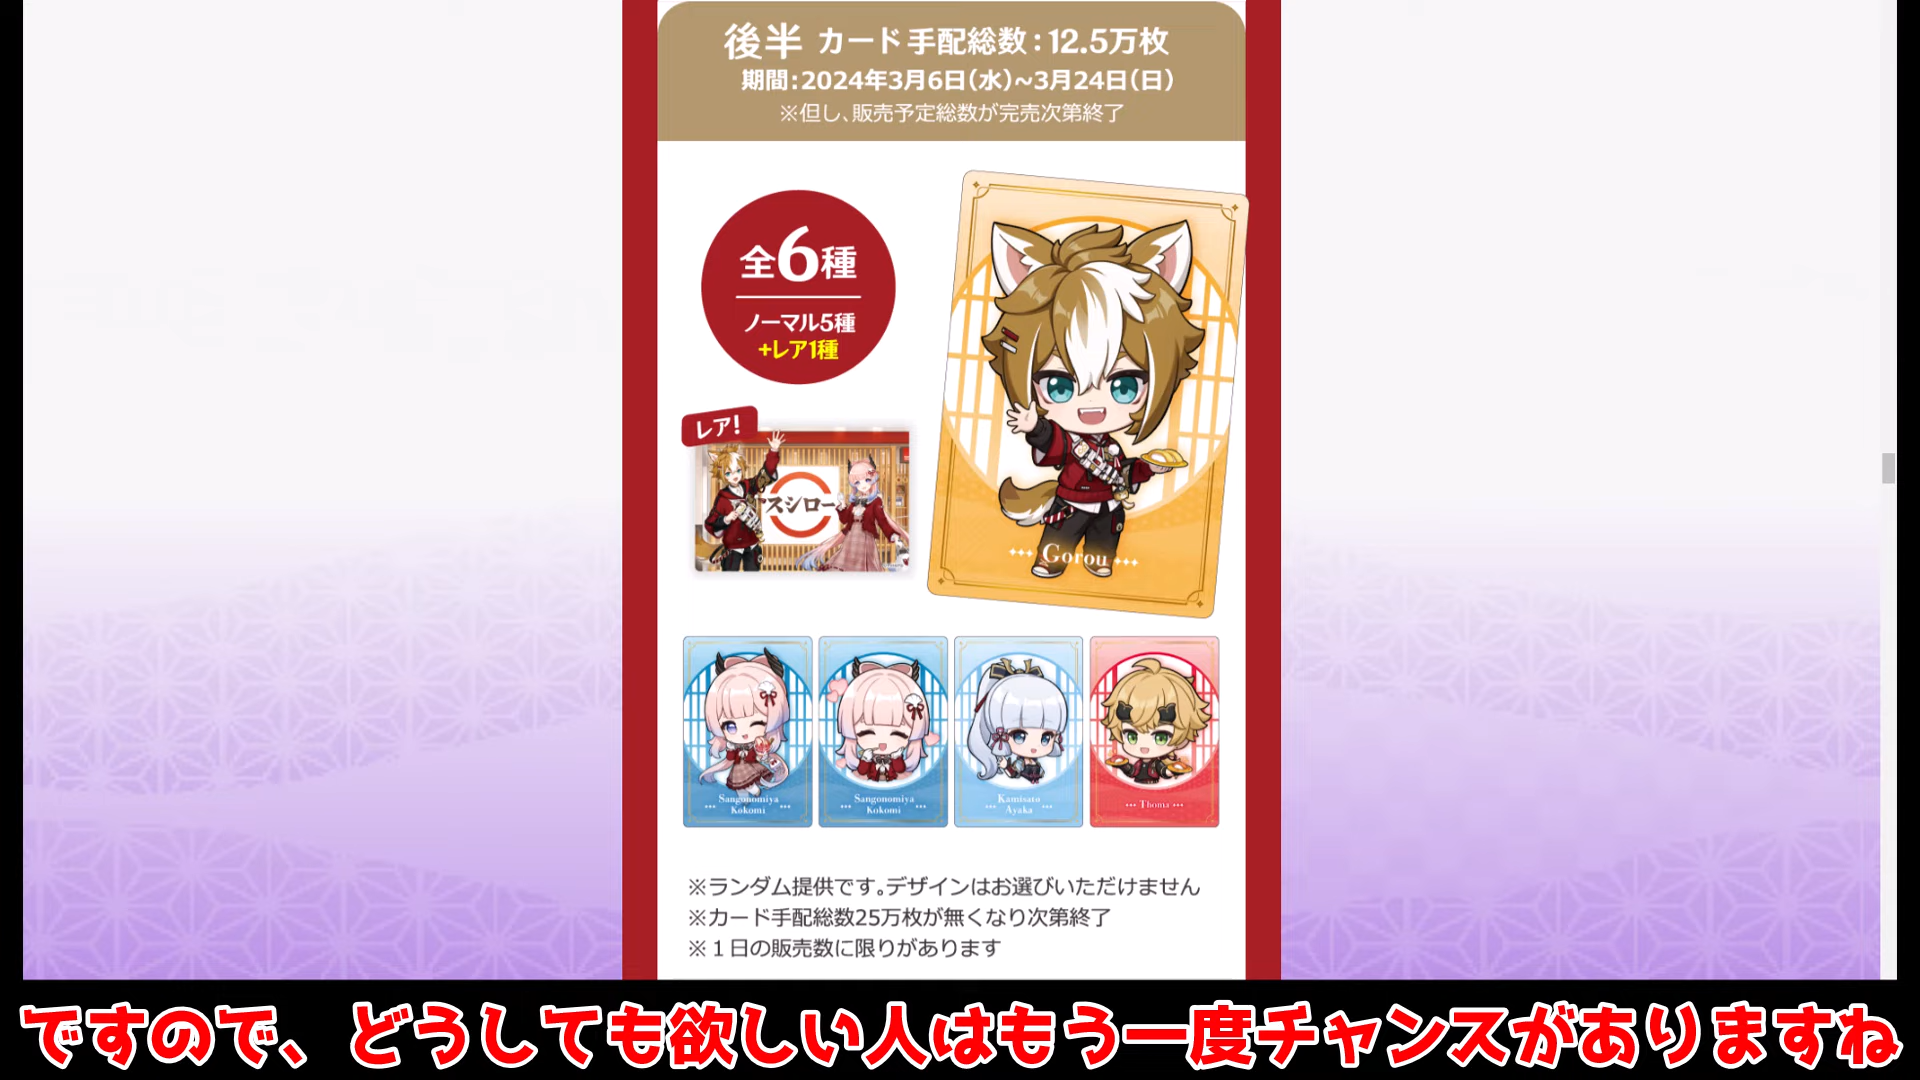 後半 カード手配総数:12.5万枚
期間:2024年3月6日(水)~3月24日(日)
※但し、販売予定総数が完売次第終了
全6種
ノーマル5種
+レア1種
レア!
スシロー
Gorou
Sangonomiya
Kokomi
Sangonomiya
Kokomi
Kamisato
Ayaka
Thoma
※ランダム提供です。デザインはお選びいただけません
※カード手配総数25万枚が無くなり次第終了
※1日の販売数に限りがあります
ですので、どうしても欲しい人はもう一度チャンスがありますね